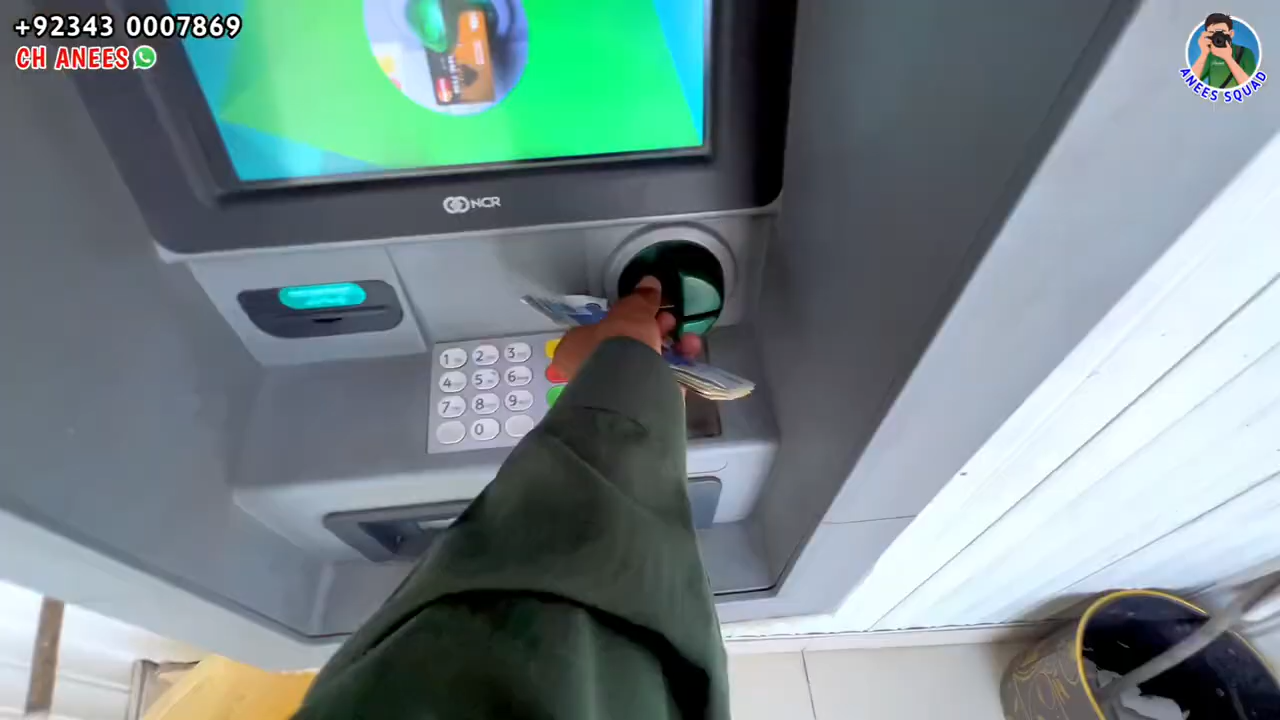 +92343 0007869
CH ANEES
ANEES SQUAD
NCR
1 2 3
4 5 6
7 8 9
0